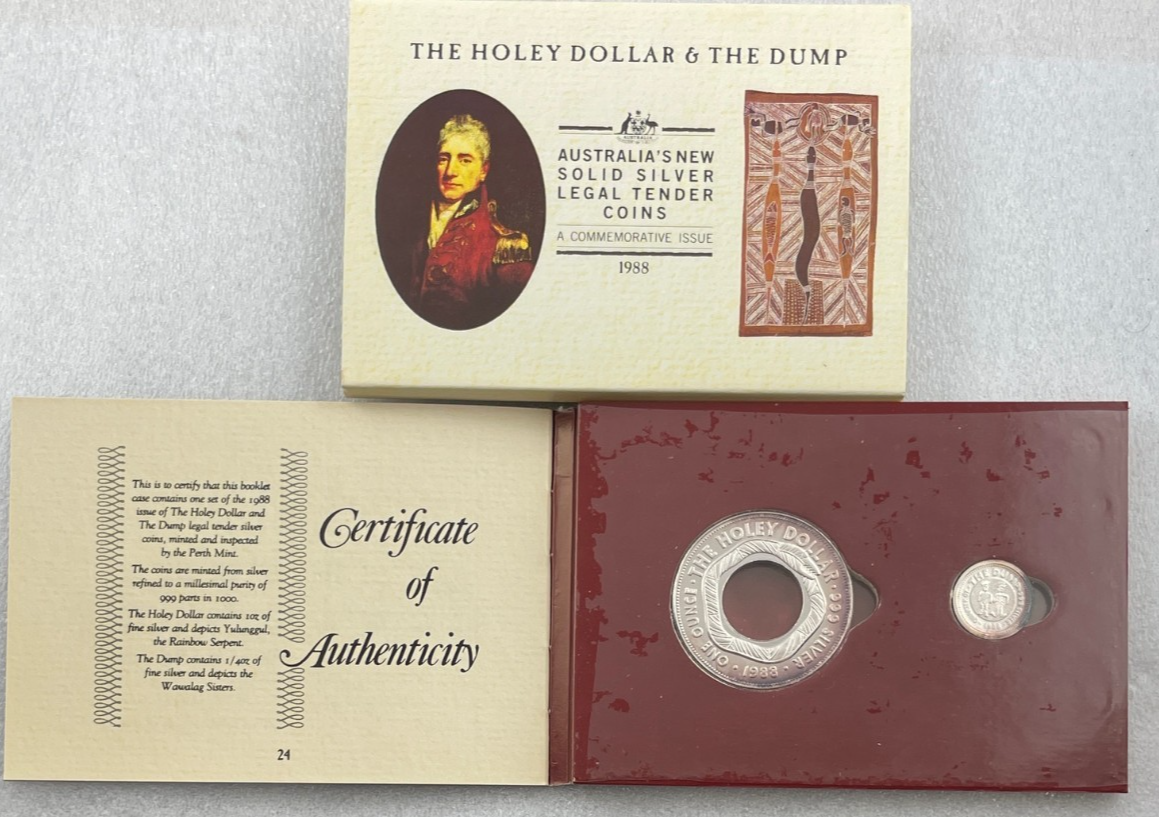 THE HOLEY DOLLAR & THE DUMP
AUSTRALIA
AUSTRALIA'S NEW
SOLID SILVER
LEGAL TENDER
COINS
A COMMEMORATIVE ISSUE
1988
This is to certify that this booklet
case contains one set of the 1988
issue of The Holey Dollar and
The Dump legal tender silver
coins, minted and inspected
by the Perth Mint.
The coins are minted from silver
refined to a millesimal purity of
999 parts in 1000.
The Holey Dollar contains 1oz of
fine silver and depicts Yulunggul,
the Rainbow Serpent.
The Dump contains 1/4oz of
fine silver and depicts the
Wawalag Sisters.
Certificate
of
Authenticity
24
THE HOLEY DOLLAR · 999 SILVER · 1988 · ONE OUNCE ·
THE DUMP